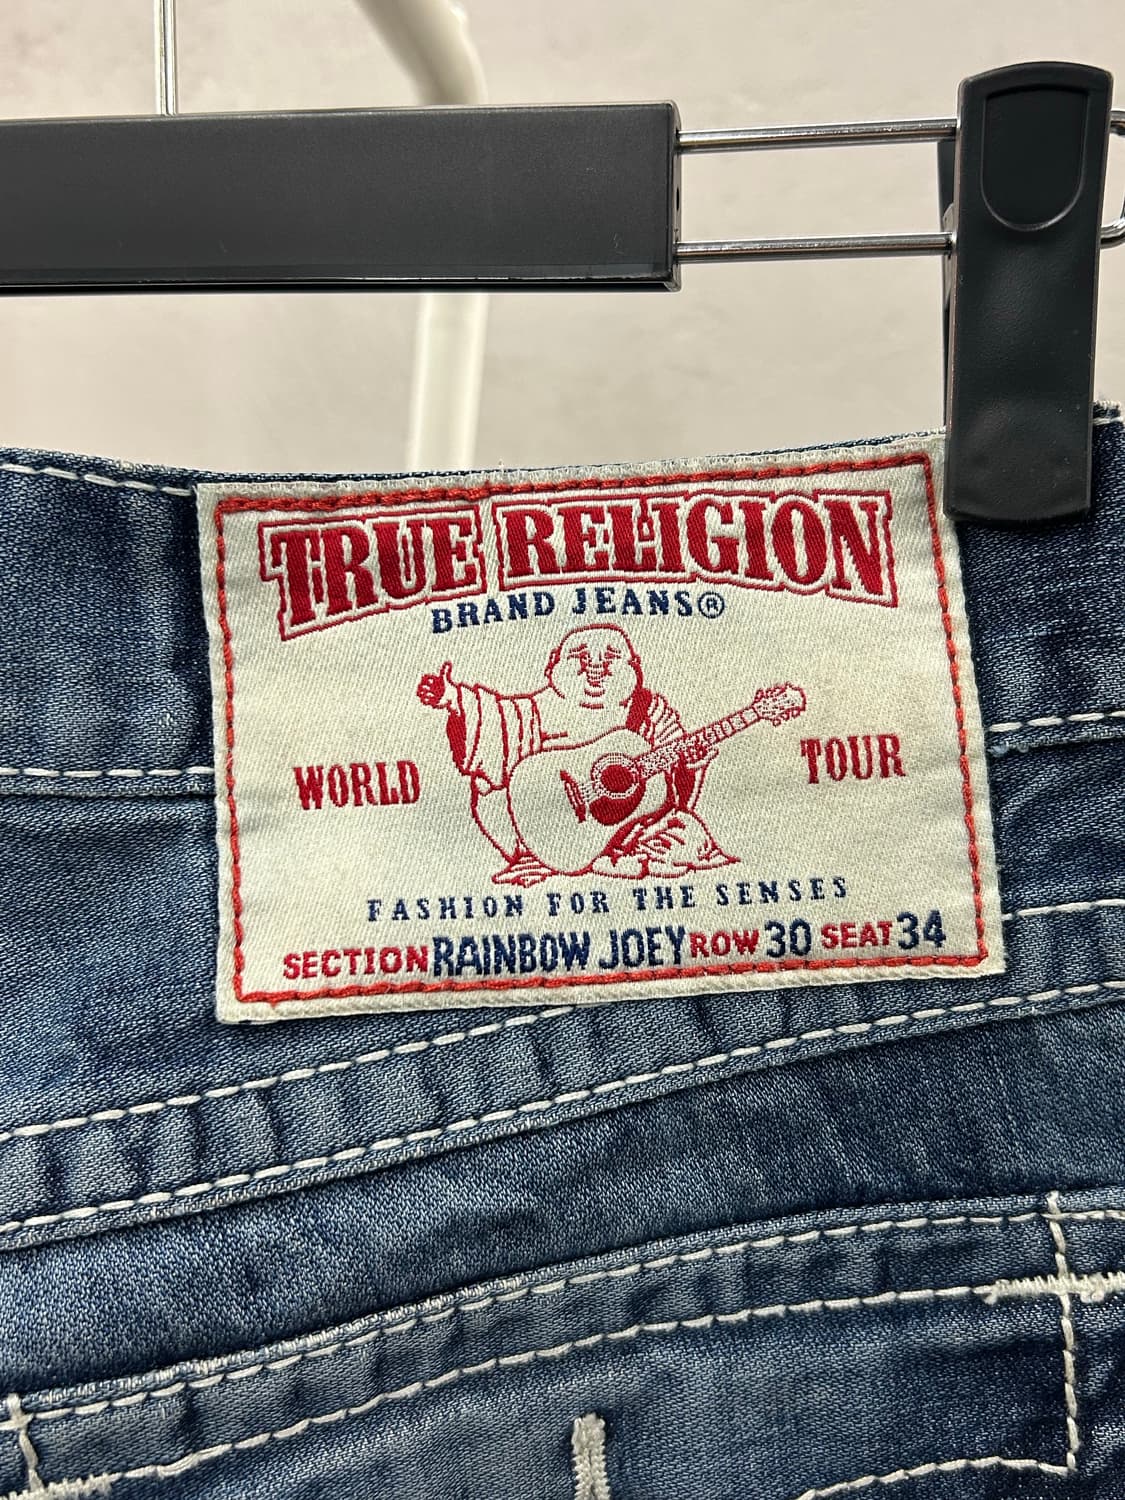 TRUE RELIGION
BRAND JEANS®
WORLD TOUR
FASHION FOR THE SENSES
SECTION RAINBOW JOEY ROW 30 SEAT 34